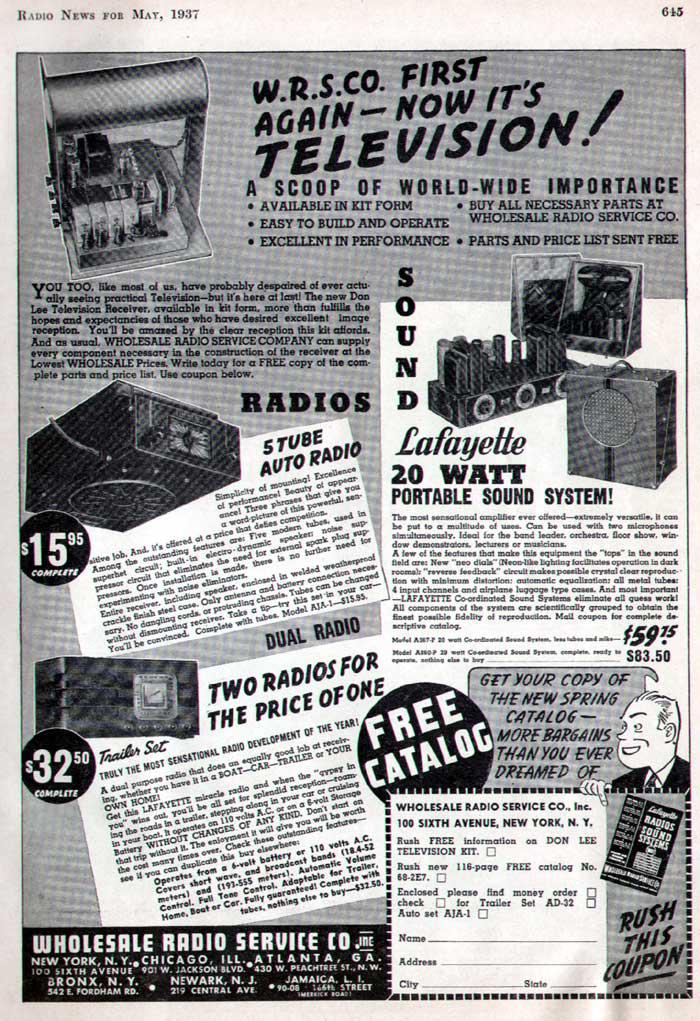 RADIO NEWS FOR MAY, 1937
645
W.R.S.CO. FIRST
AGAIN—NOW IT'S
TELEVISION!
A SCOOP OF WORLD-WIDE IMPORTANCE
• AVAILABLE IN KIT FORM
• EASY TO BUILD AND OPERATE
• EXCELLENT IN PERFORMANCE
• BUY ALL NECESSARY PARTS AT
WHOLESALE RADIO SERVICE CO.
• PARTS AND PRICE LIST SENT FREE
YOU TOO, like most of us, have probably despaired of ever actu-
ally seeing practical Television—but it's here at last! The new Don
Lee Television Receiver, available in kit form, more than fulfills the
hopes and expectancies of those who have desired excellent image
reception. You'll be amazed by the clear reception this kit affords.
And as usual, WHOLESALE RADIO SERVICE COMPANY can supply
every component necessary in the construction of the receiver at the
Lowest WHOLESALE Prices. Write today for a FREE copy of the com-
plete parts and price list. Use coupon below.
RADIOS
5 TUBE
AUTO RADIO
Simplicity of mounting! Excellence
of performance! Beauty of appear-
ance! Three phrases that give you
a word-picture of this powerful, sen-
sitive job. And, it's offered at a price that defies competition.
Among the outstanding features are: Five modern tubes, used in
superhet circuit; built-in electro-dynamic speaker; noise sup-
pressor circuit that eliminates the need for external spark plug sup-
pressors. Once installation is made, there is no further need for
experimenting with noise eliminators.
Entire receiver, including speaker, enclosed in welded weatherproof
crackle finish steel case. Only antenna and battery connection neces-
sary. No dangling cords, or protruding chassis. Tubes can be changed
without dismounting receiver. Take a tip—try this set in your car—
You'll be convinced. Complete with tubes. Model AJA-1—$15.95.
$15.95
COMPLETE
SOUND
Lafayette
20 WATT
PORTABLE SOUND SYSTEM!
The most sensational amplifier ever offered—extremely versatile, it can
be put to a multitude of uses. Can be used with two microphones
simultaneously. Ideal for the band leader, orchestra, floor show, win-
dow demonstrators, lecturers or musicians.
A few of the features that make this equipment the "tops" in the sound
field are: New "neo dials" (Neon-like lighting facilitates operation in dark
rooms): "reverse feedback" circuit makes possible crystal clear reproduc-
tion with minimum distortion: automatic equalization: all metal tubes:
4 input channels and airplane luggage type cases. And most important
—LAFAYETTE Co-ordinated Sound Systems eliminate all guess work!
All components of the system are scientifically grouped to obtain the
finest possible fidelity of reproduction. Mail coupon for complete de-
scriptive catalog.
Model A367-P 20 watt Co-ordinated Sound System, less tubes and mike—$59.75
Model A360-P 20 watt Co-ordinated Sound System, complete, ready to
operate, nothing else to buy $83.50
DUAL RADIO
TWO RADIOS FOR
THE PRICE OF ONE
Trailer Set
TRULY THE MOST SENSATIONAL RADIO DEVELOPMENT OF THE YEAR!
A dual purpose radio that does an equally good job at receiv-
ing, whether you have it in a BOAT—CAR—TRAILER or YOUR
OWN HOME!
Get this LAFAYETTE miracle radio and when the "gypsy in
you" wins out, you'll be all set for splendid reception—roam-
ing the roads in a trailer, stepping along in your car or cruising
in your boat. It operates on 110 volts A.C. or on a 6-volt Storage
Battery WITHOUT CHANGES OF ANY KIND. Don't start on
that trip without it. The enjoyment it will give you will be worth
the cost many times over. Check these outstanding features—
see if you can duplicate this buy elsewhere:
Operates from a 6-volt battery or 110 volts A.C.
Covers short wave, and broadcast bands (18.4-52
meters) and (193-555 meters). Automatic Volume
Control. Full Tone Control. Adaptable for Trailer,
Home, Boat or Car. Fully guaranteed! Complete with
tubes, nothing else to buy—$32.50.
$32.50
COMPLETE
FREE
CATALOG
GET YOUR COPY OF
THE NEW SPRING
CATALOG—
MORE BARGAINS
THAN YOU EVER
DREAMED OF
WHOLESALE RADIO SERVICE CO., Inc.
100 SIXTH AVENUE, NEW YORK, N. Y.
Rush FREE information on DON LEE
TELEVISION KIT.
Rush new 116-page FREE catalog No.
68-2E7.
Enclosed please find money order
check for Trailer Set AD-32
Auto set AJA-1
Name
Address
City State
Lafayette
RADIOS
SOUND
SYSTEMS
WHOLESALE RADIO SERVICE CO
RUSH
THIS
COUPON
WHOLESALE RADIO SERVICE CO. INC
NEW YORK, N.Y. • CHICAGO, ILL. • ATLANTA, GA.
100 SIXTH AVENUE 901 W. JACKSON BLVD. 430 W. PEACHTREE ST., N.W.
BRONX, N.Y. • NEWARK, N.J. • JAMAICA, L.I.
542 E. FORDHAM RD. 219 CENTRAL AVE. 90-08 166th STREET
(MERRICK ROAD)